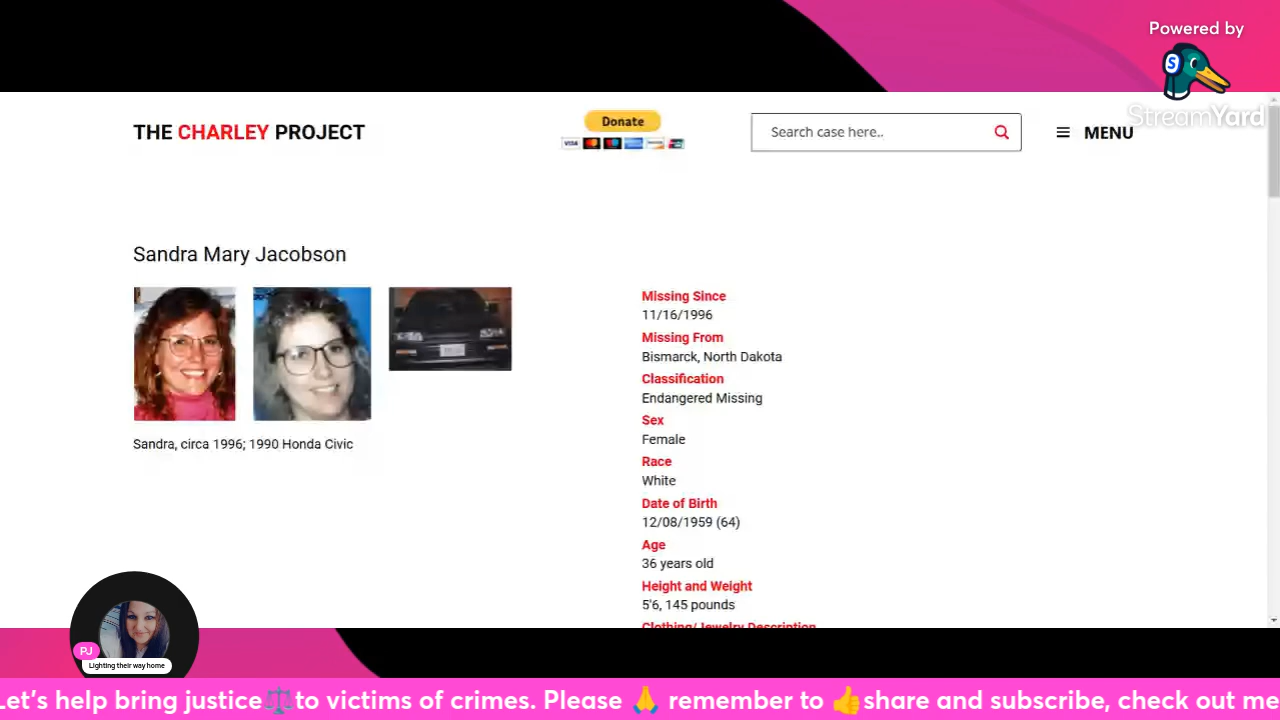 Powered by
StreamYard
THE CHARLEY PROJECT
Donate
VISA
Search case here..
MENU
Sandra Mary Jacobson
Sandra, circa 1996; 1990 Honda Civic
Missing Since
11/16/1996
Missing From
Bismarck, North Dakota
Classification
Endangered Missing
Sex
Female
Race
White
Date of Birth
12/08/1959 (64)
Age
36 years old
Height and Weight
5'6, 145 pounds
Clothing/Jewelry Description
PJ
Lighting their way home
Let's help bring justice⚖️to victims of crimes. Please 🙏 remember to 👍share and subscribe, check out me